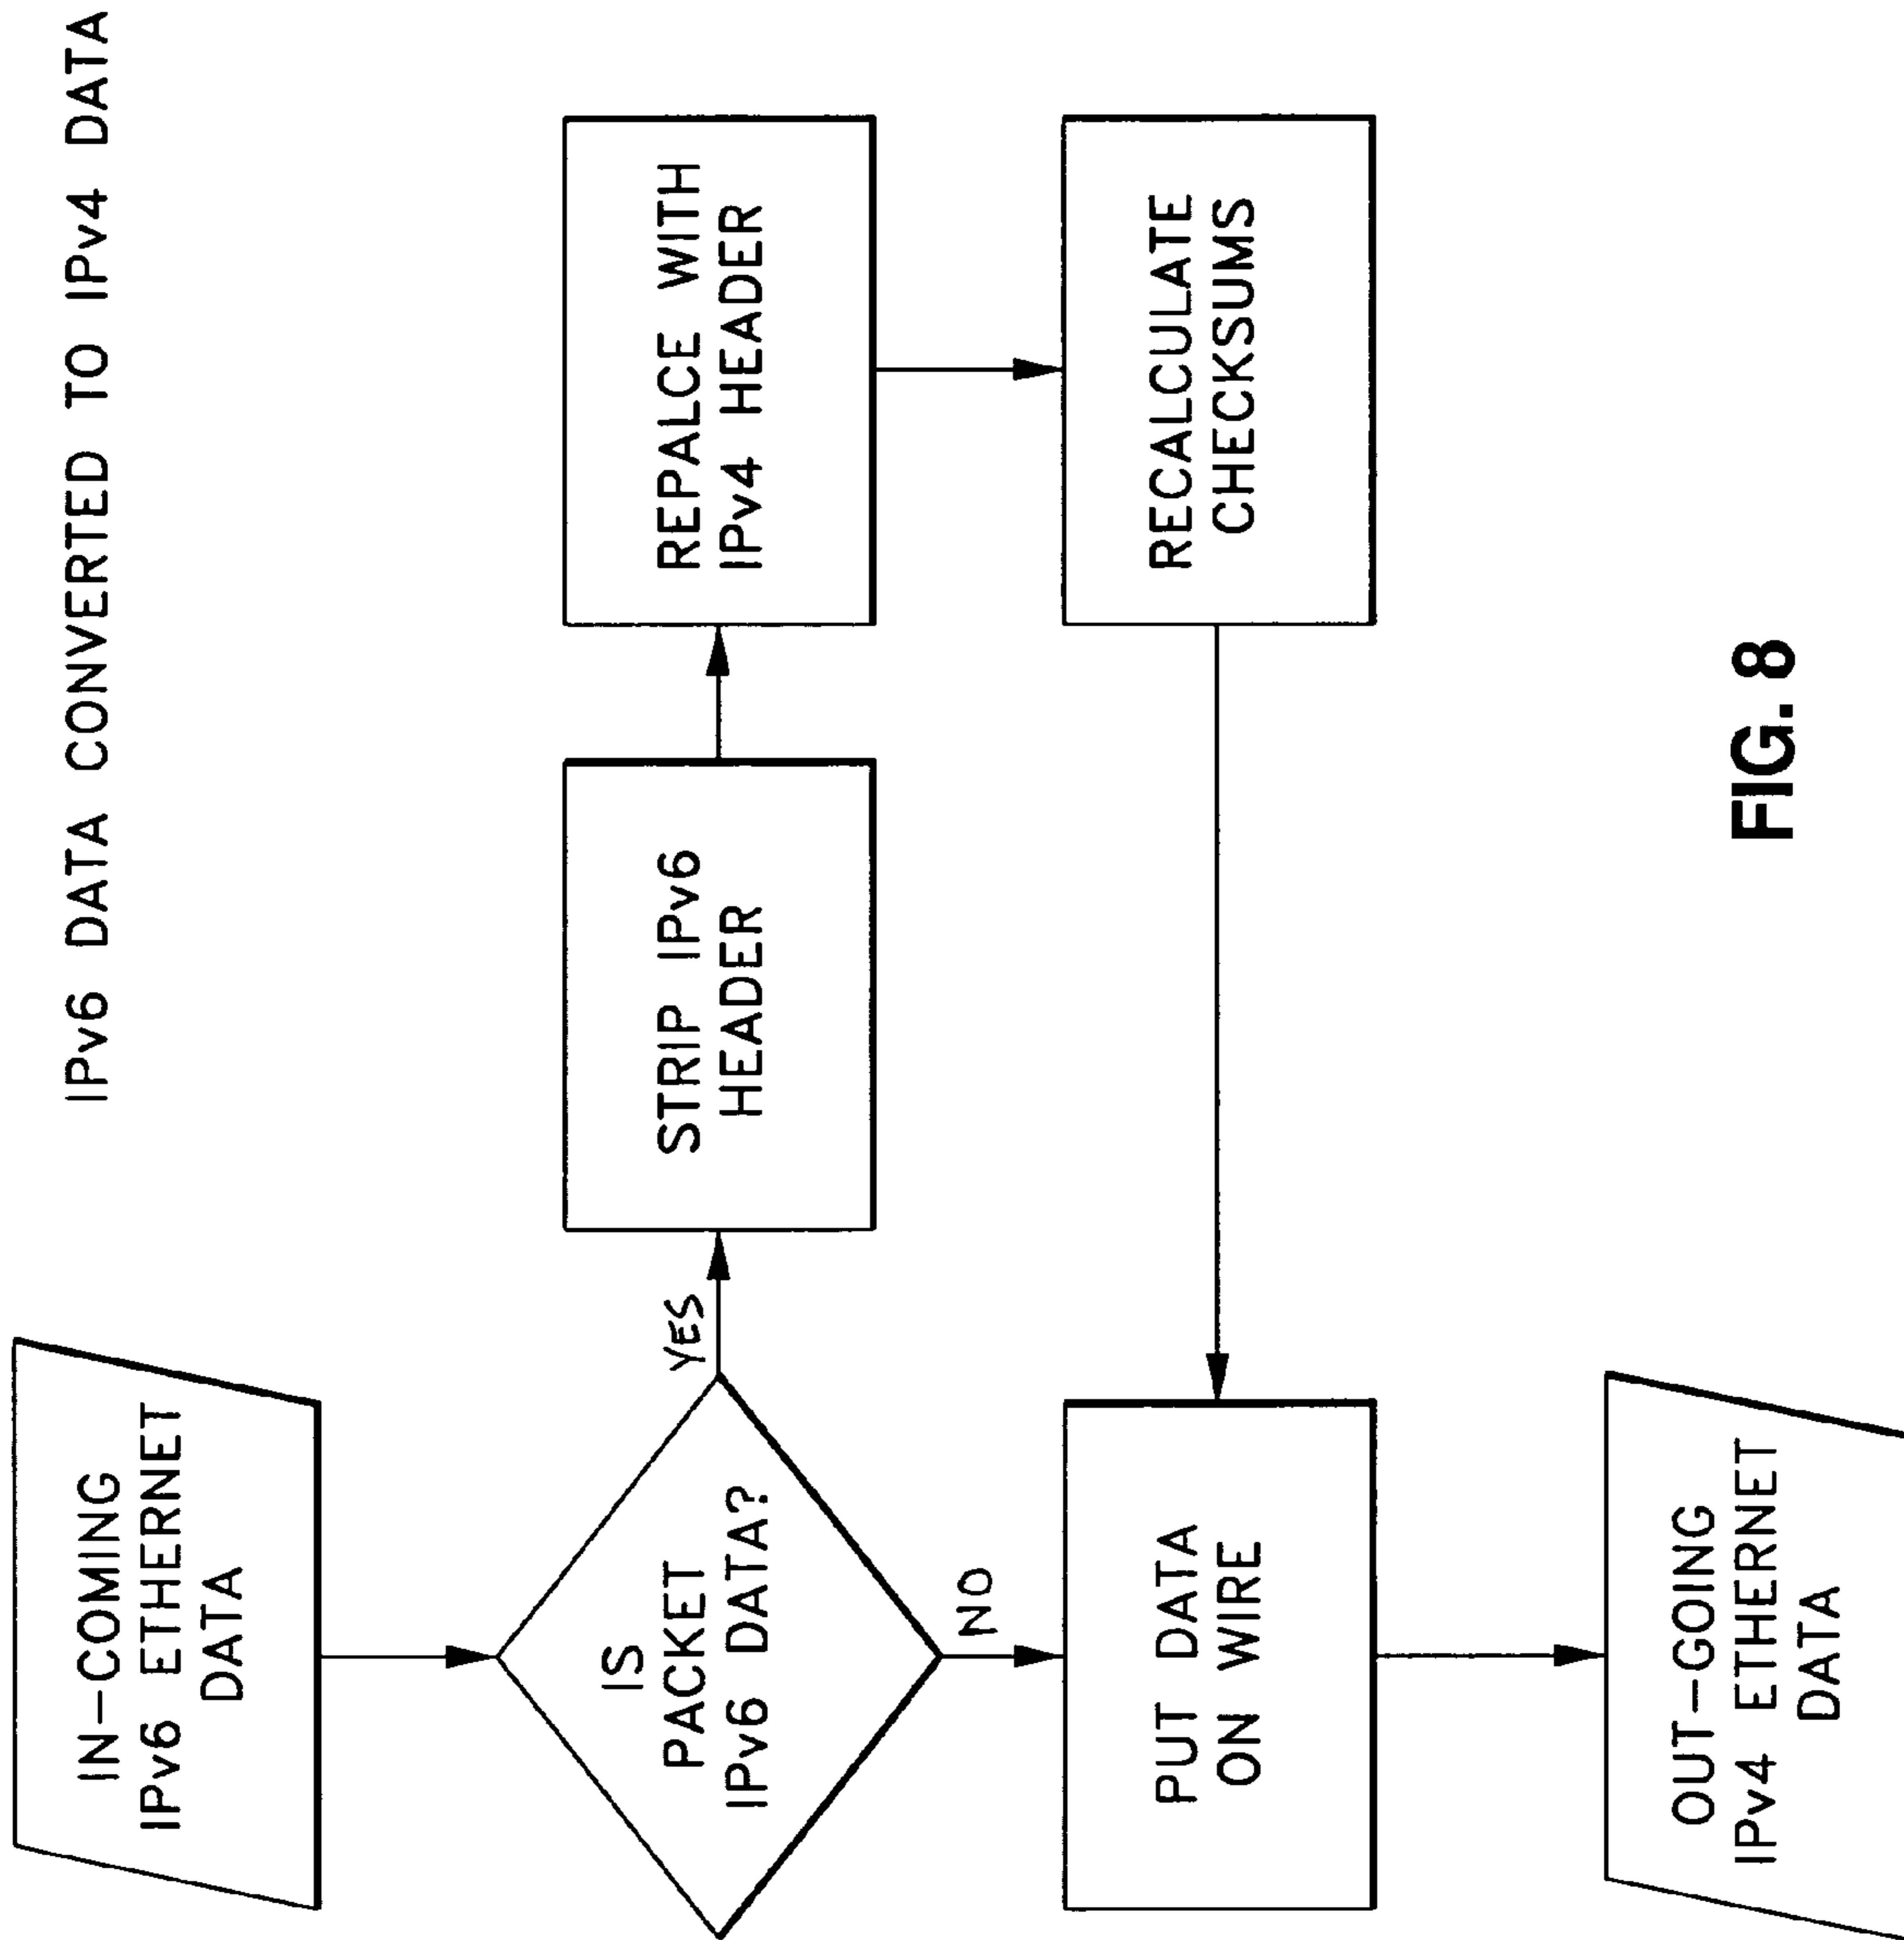 IPv6 DATA CONVERTED TO IPv4 DATA
IN-COMING
IPv6 ETHERNET
DATA
IS
PACKET
IPv6 DATA?
YES
STRIP IPv6
HEADER
REPALCE WITH
IPv4 HEADER
RECALCULATE
CHECKSUMS
NO
PUT DATA
ON WIRE
OUT-GOING
IPv4 ETHERNET
DATA
FIG. 8